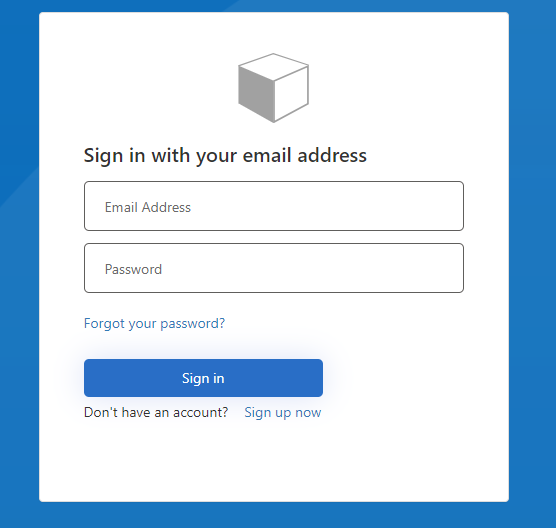 Sign in with your email address
Email Address
Password
Forgot your password?
Sign in
Don't have an account? Sign up now